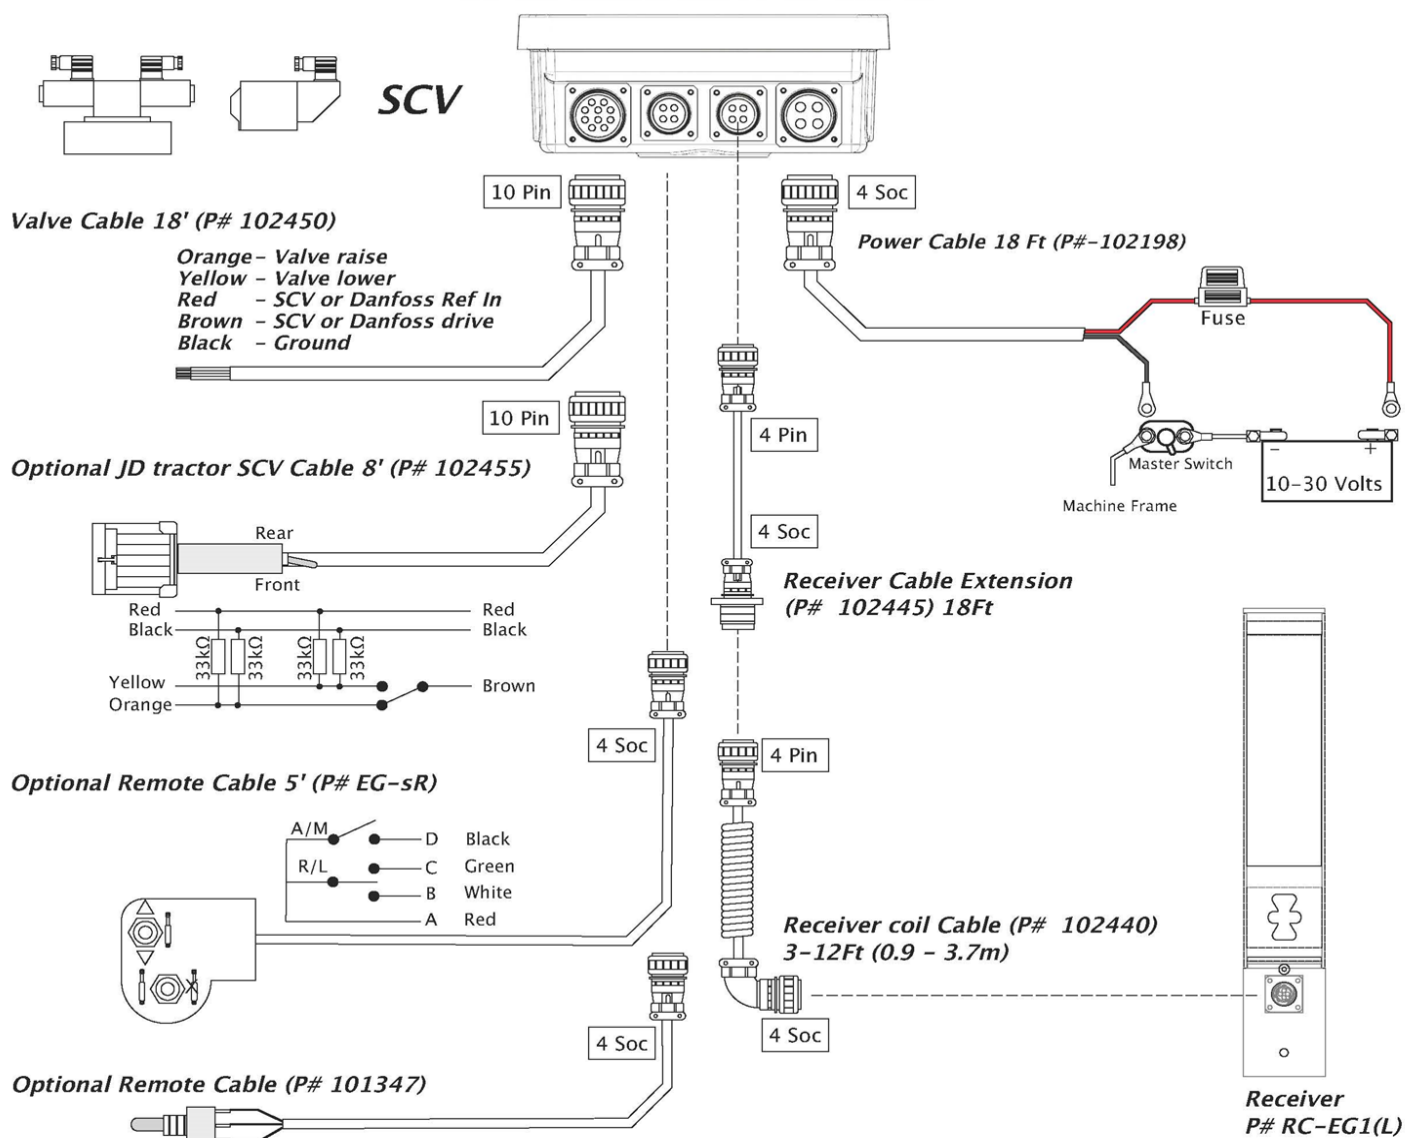 SCV
10 Pin
4 Soc
Valve Cable 18' (P# 102450)
Orange – Valve raise
Yellow – Valve lower
Red – SCV or Danfoss Ref In
Brown – SCV or Danfoss drive
Black – Ground
Power Cable 18 Ft (P#–102198)
Fuse
10 Pin
4 Pin
Optional JD tractor SCV Cable 8' (P# 102455)
Master Switch
– +
10–30 Volts
Machine Frame
Rear
Front
4 Soc
Receiver Cable Extension
(P# 102445) 18Ft
Red Red
Black Black
33kΩ 33kΩ 33kΩ 33kΩ
Yellow Brown
Orange
4 Soc
4 Pin
Optional Remote Cable 5' (P# EG–sR)
A/M D Black
R/L C Green
B White
A Red
Receiver coil Cable (P# 102440)
3–12Ft (0.9 – 3.7m)
4 Soc
4 Soc
Optional Remote Cable (P# 101347)
Receiver
P# RC–EG1(L)